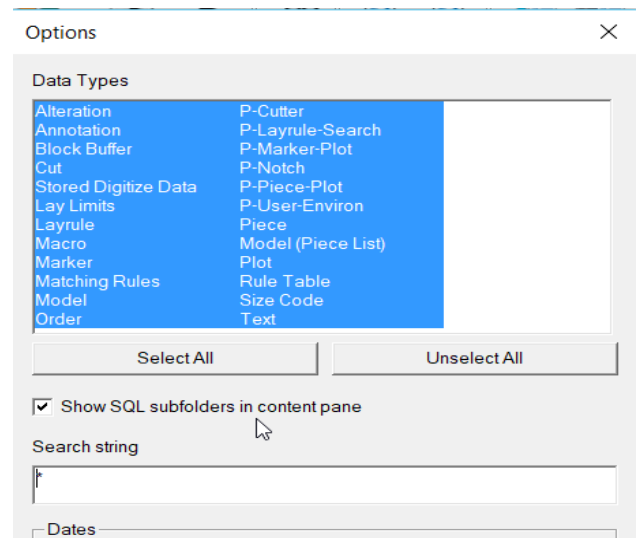 Options
Data Types
Alteration P-Cutter
Annotation P-Layrule-Search
Block Buffer P-Marker-Plot
Cut P-Notch
Stored Digitize Data P-Piece-Plot
Lay Limits P-User-Environ
Layrule Piece
Macro Model (Piece List)
Marker Plot
Matching Rules Rule Table
Model Size Code
Order Text
Select All Unselect All
Show SQL subfolders in content pane
Search string
*
Dates